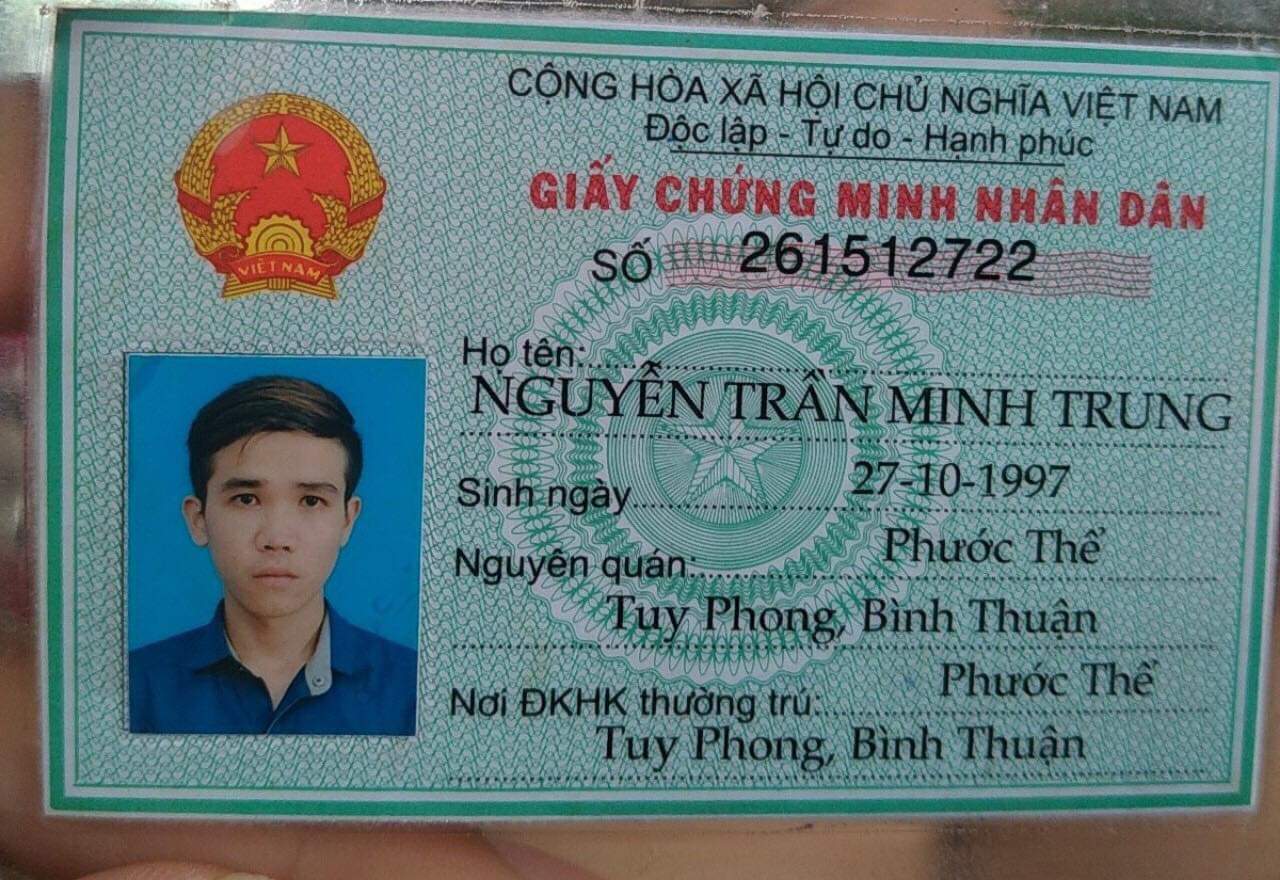 CỘNG HÒA XÃ HỘI CHỦ NGHĨA VIỆT NAM
Độc lập - Tự do - Hạnh phúc
GIẤY CHỨNG MINH NHÂN DÂN
SỐ 261512722
VIỆT NAM
Họ tên:
NGUYỄN TRẦN MINH TRUNG
Sinh ngày 27-10-1997
Nguyên quán: Phước Thể
Tuy Phong, Bình Thuận
Nơi ĐKHK thường trú: Phước Thể
Tuy Phong, Bình Thuận